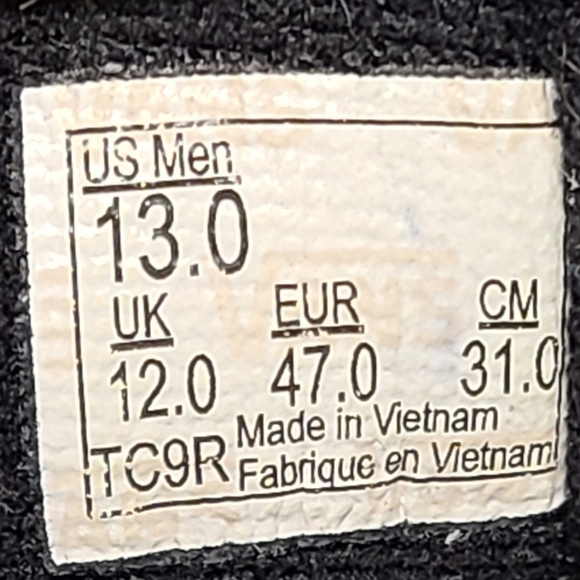 US Men
13.0
UK EUR CM
12.0 47.0 31.0
TC9R Made in Vietnam
Fabrique en Vietnam